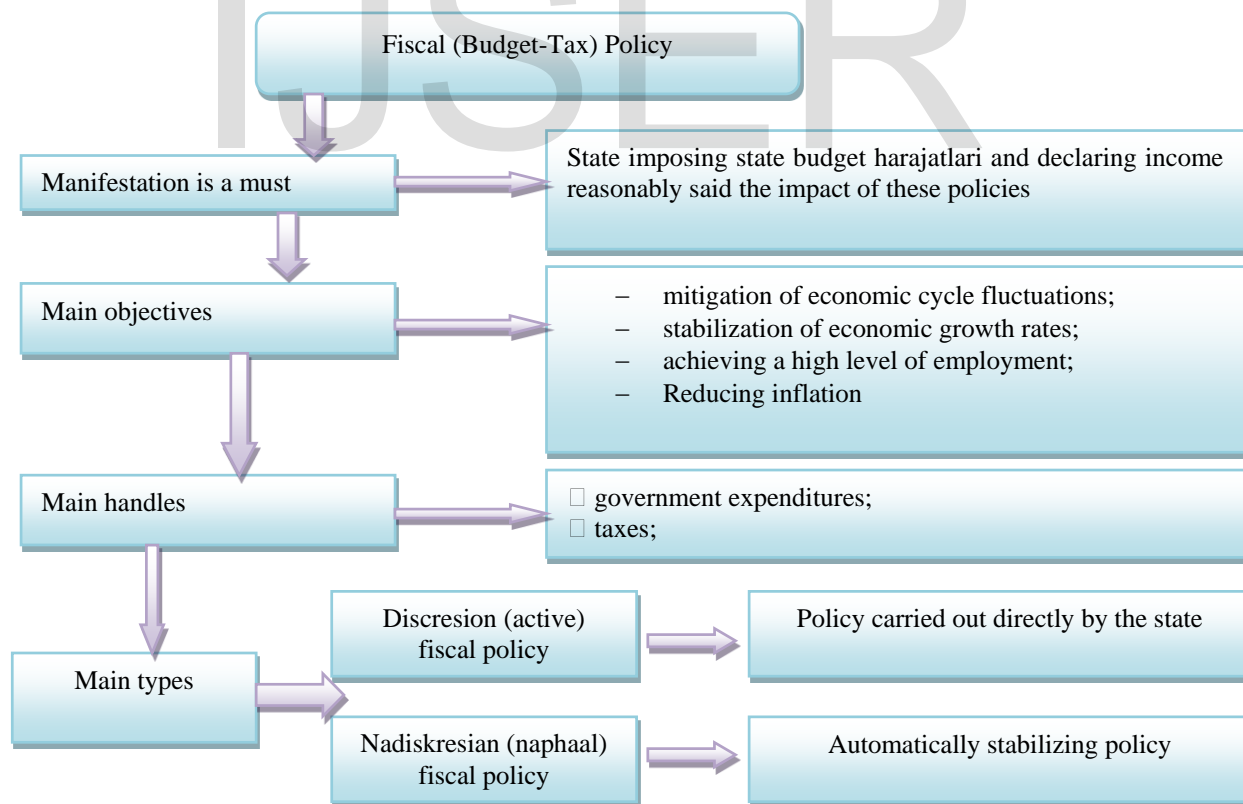 IJSER
Fiscal (Budget-Tax) Policy
Manifestation is a must
State imposing state budget harajatlari and declaring income
reasonably said the impact of these policies
Main objectives
– mitigation of economic cycle fluctuations;
– stabilization of economic growth rates;
– achieving a high level of employment;
– Reducing inflation
Main handles
government expenditures;
taxes;
Main types
Discresion (active)
fiscal policy
Policy carried out directly by the state
Nadiskresian (naphaal)
fiscal policy
Automatically stabilizing policy